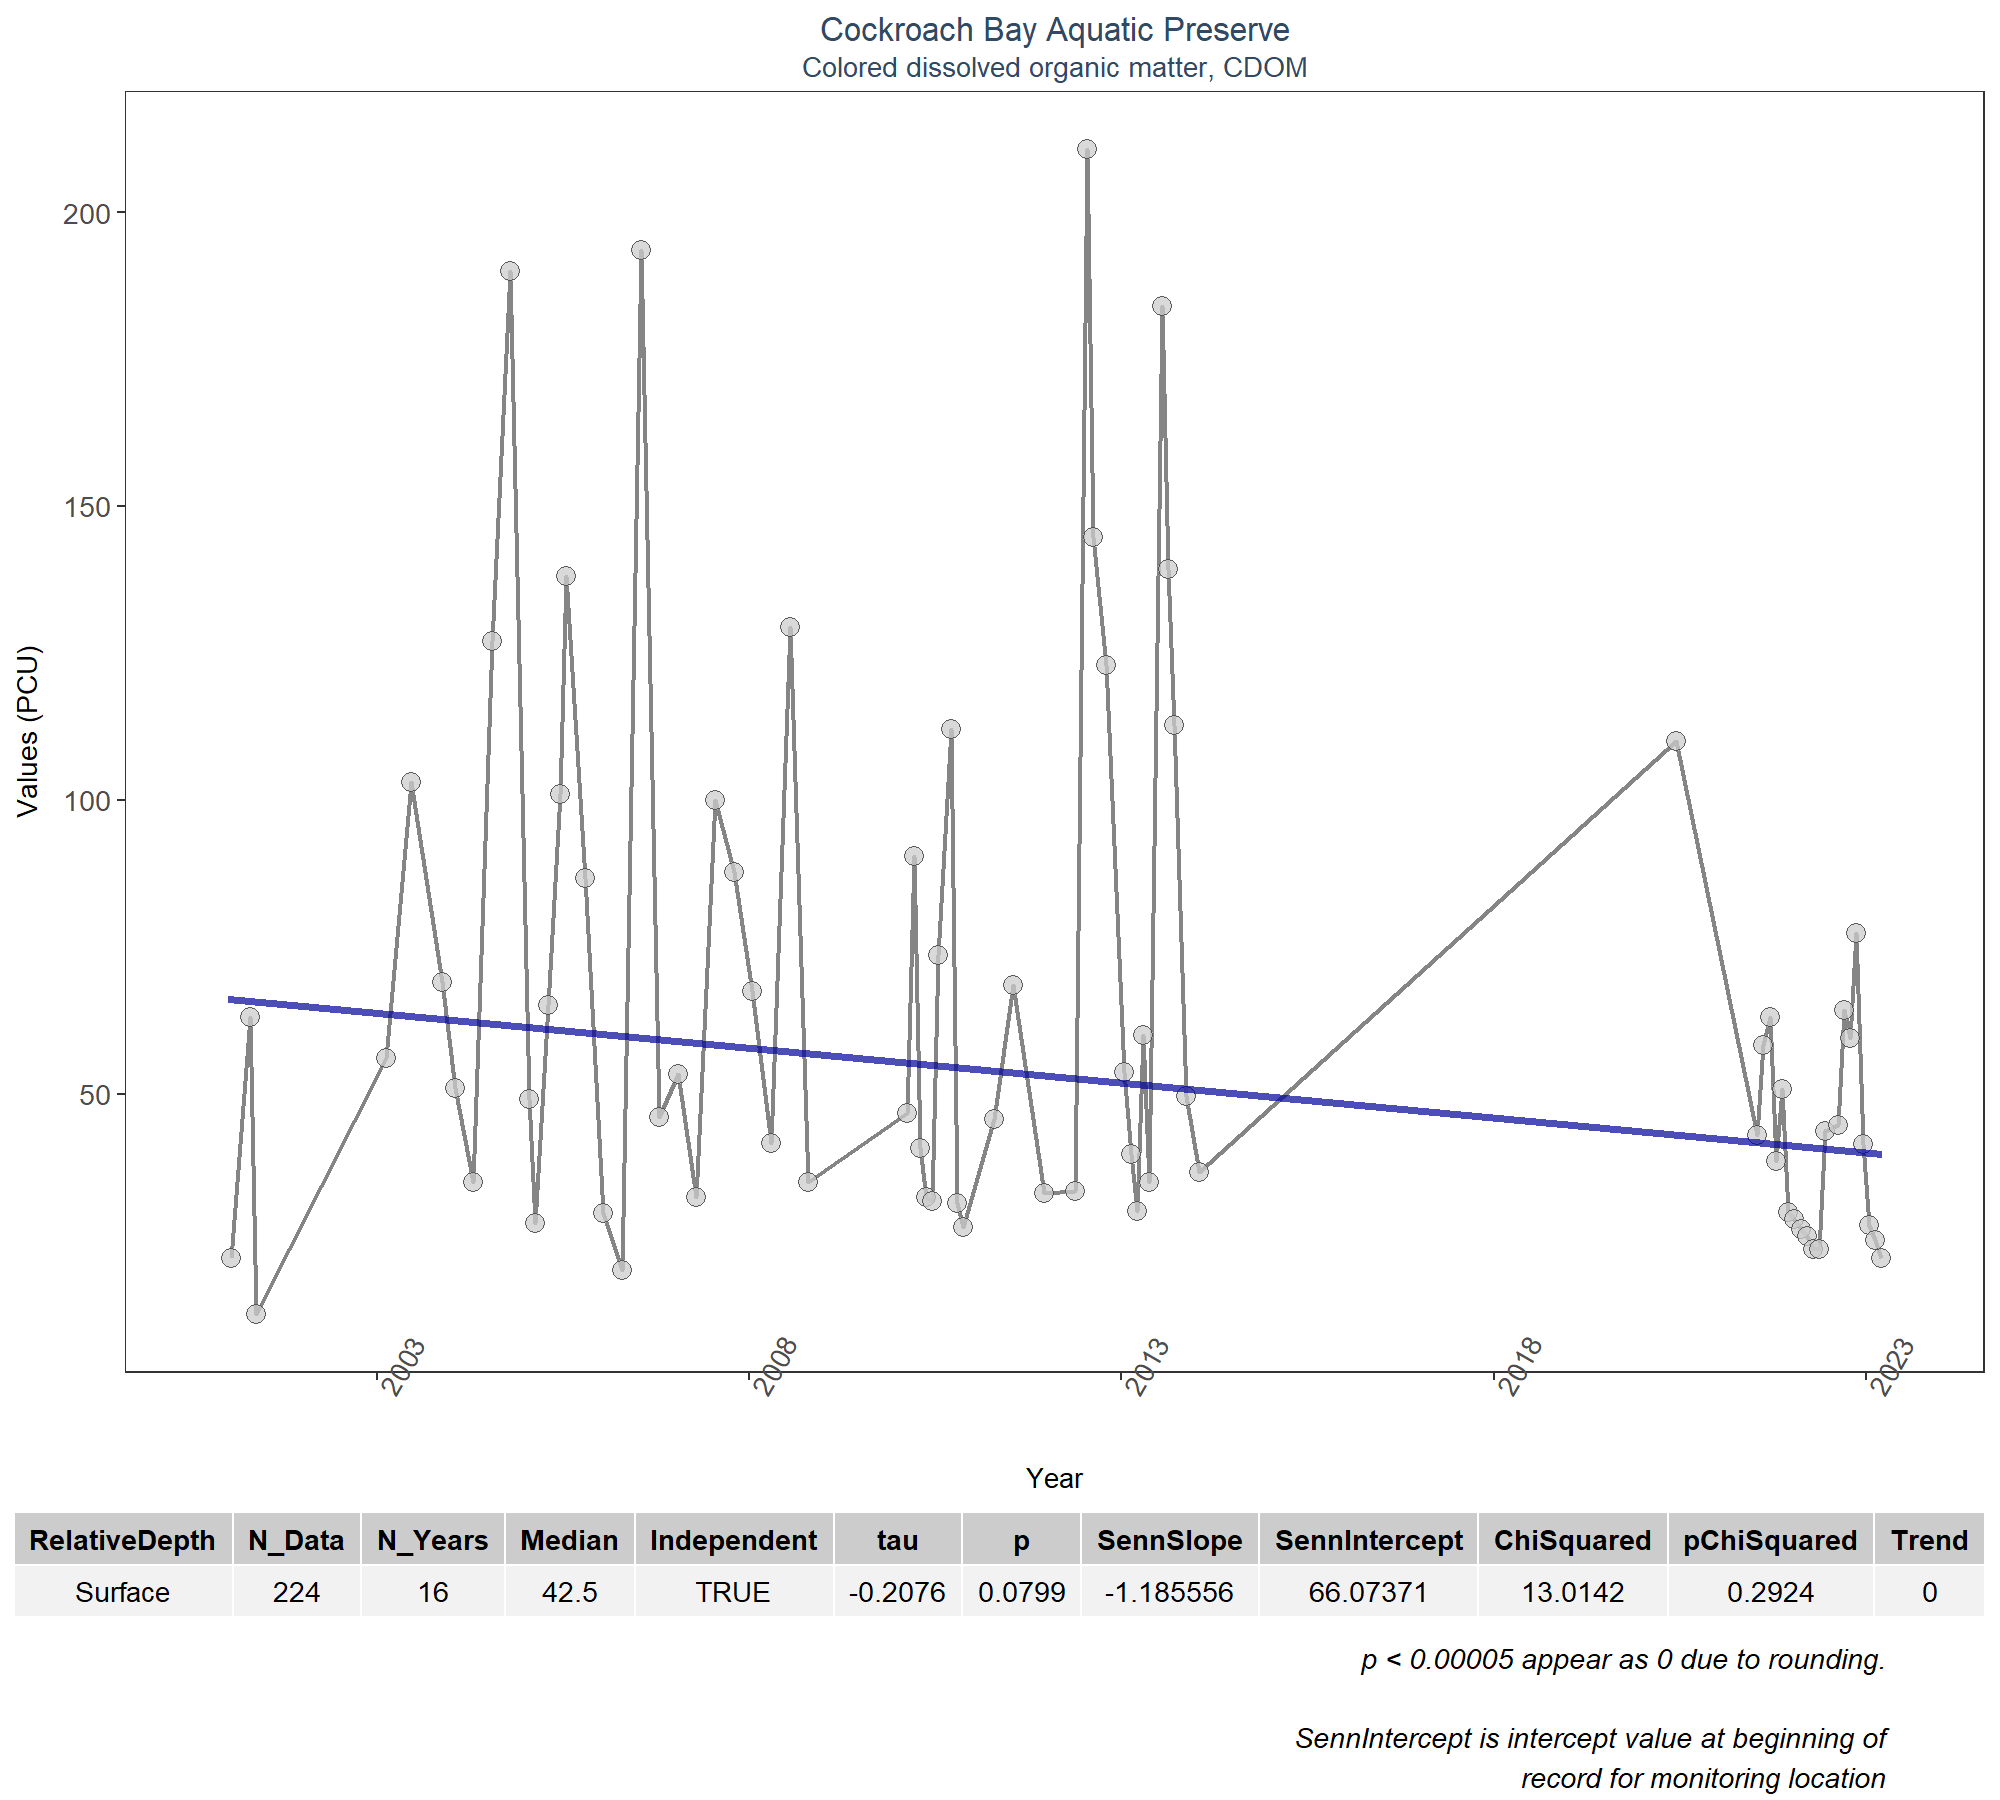 Cockroach Bay Aquatic Preserve
Colored dissolved organic matter, CDOM
200
150
100
50
Values (PCU)
2003 2008 2013 2018 2023
Year
RelativeDepth N_Data N_Years Median Independent tau p SennSlope SennIntercept ChiSquared pChiSquared Trend
Surface 224 16 42.5 TRUE -0.2076 0.0799 -1.185556 66.07371 13.0142 0.2924 0
p < 0.00005 appear as 0 due to rounding.
SennIntercept is intercept value at beginning of
record for monitoring location